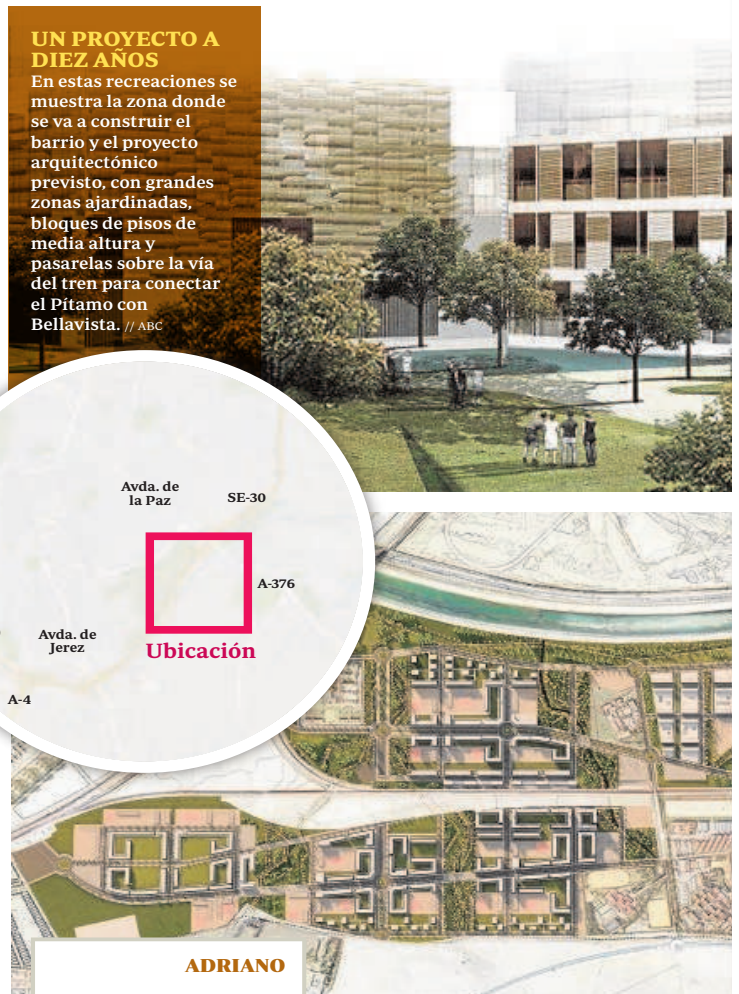 UN PROYECTO A
DIEZ AÑOS
En estas recreaciones se
muestra la zona donde
se va a construir el
barrio y el proyecto
arquitectónico
previsto, con grandes
zonas ajardinadas,
bloques de pisos de
media altura y
pasarelas sobre la vía
del tren para conectar
el Pítamo con
Bellavista. // ABC
Avda. de
la Paz
SE-30
A-376
Avda. de
Jerez
Ubicación
A-4
ADRIANO